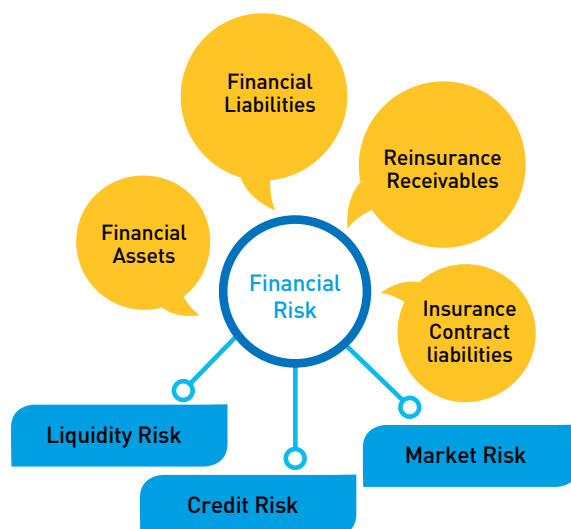 Financial
Liabilities
Reinsurance
Receivables
Financial
Assets
Financial
Risk
Insurance
Contract
liabilities
Liquidity Risk
Market Risk
Credit Risk